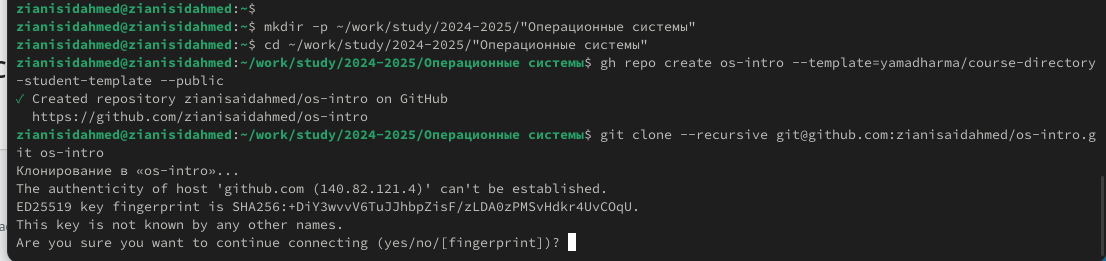 zianisidahmed@zianisidahmed:~$
zianisidahmed@zianisidahmed:~$ mkdir -p ~/work/study/2024-2025/"Операционные системы"
zianisidahmed@zianisidahmed:~$ cd ~/work/study/2024-2025/"Операционные системы"
zianisidahmed@zianisidahmed:~/work/study/2024-2025/Операционные системы$ gh repo create os-intro --template=yamadharma/course-directory
-student-template --public
✓ Created repository zianisaidahmed/os-intro on GitHub
https://github.com/zianisaidahmed/os-intro
zianisidahmed@zianisidahmed:~/work/study/2024-2025/Операционные системы$ git clone --recursive git@github.com:zianisaidahmed/os-intro.g
it os-intro
Клонирование в «os-intro»...
The authenticity of host 'github.com (140.82.121.4)' can't be established.
ED25519 key fingerprint is SHA256:+DiY3wvvV6TuJJhbpZisF/zLDA0zPMSvHdkr4UvCOqU.
This key is not known by any other names.
Are you sure you want to continue connecting (yes/no/[fingerprint])?